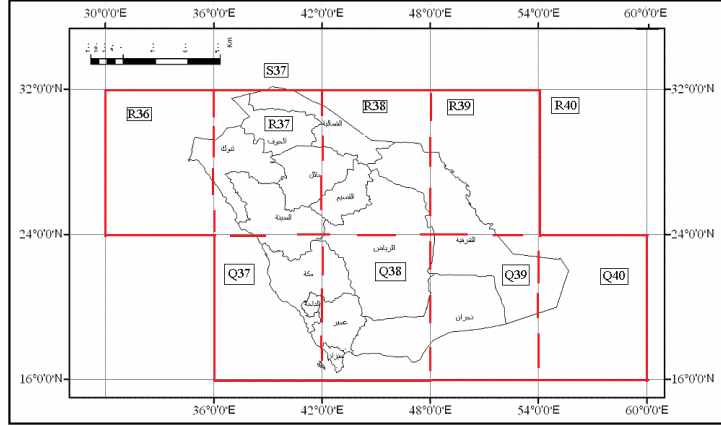 30°0'0"E 36°0'0"E 42°0'0"E 48°0'0"E 54°0'0"E 60°0'0"E
Km
S37
32°0'0"N 32°0'0"N
R36 R37 R38 R39 R40
الشمالية
الجوف
تبوك
حائل
القصيم
المدينة
24°0'0"N 24°0'0"N
الرياض
الشرقية
Q37 Q38 Q39 Q40
مكة
الباحة
عسير
نجران
جيزان
16°0'0"N 16°0'0"N
36°0'0"E 42°0'0"E 48°0'0"E 54°0'0"E 60°0'0"E